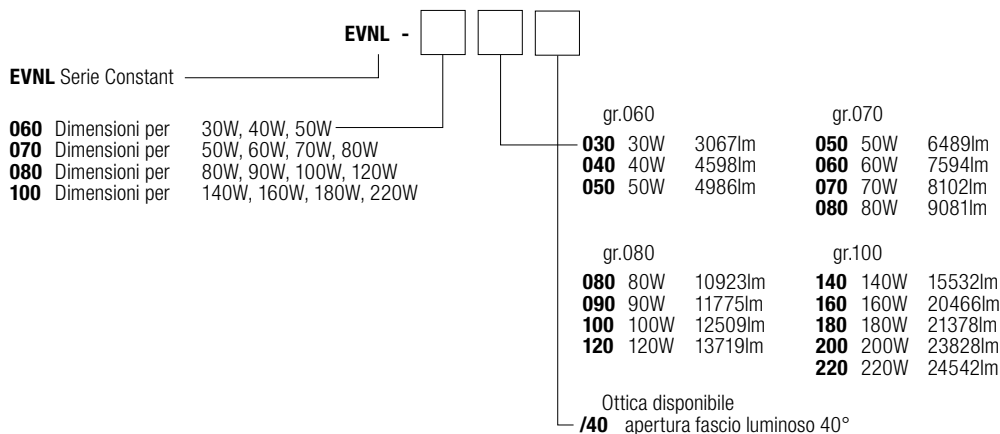 EVNL -
EVNL Serie Constant
060 Dimensioni per 30W, 40W, 50W
070 Dimensioni per 50W, 60W, 70W, 80W
080 Dimensioni per 80W, 90W, 100W, 120W
100 Dimensioni per 140W, 160W, 180W, 220W
gr.060
030 30W 3067lm
040 40W 4598lm
050 50W 4986lm
gr.070
050 50W 6489lm
060 60W 7594lm
070 70W 8102lm
080 80W 9081lm
gr.080
080 80W 10923lm
090 90W 11775lm
100 100W 12509lm
120 120W 13719lm
gr.100
140 140W 15532lm
160 160W 20466lm
180 180W 21378lm
200 200W 23828lm
220 220W 24542lm
Ottica disponibile
/40 apertura fascio luminoso 40°